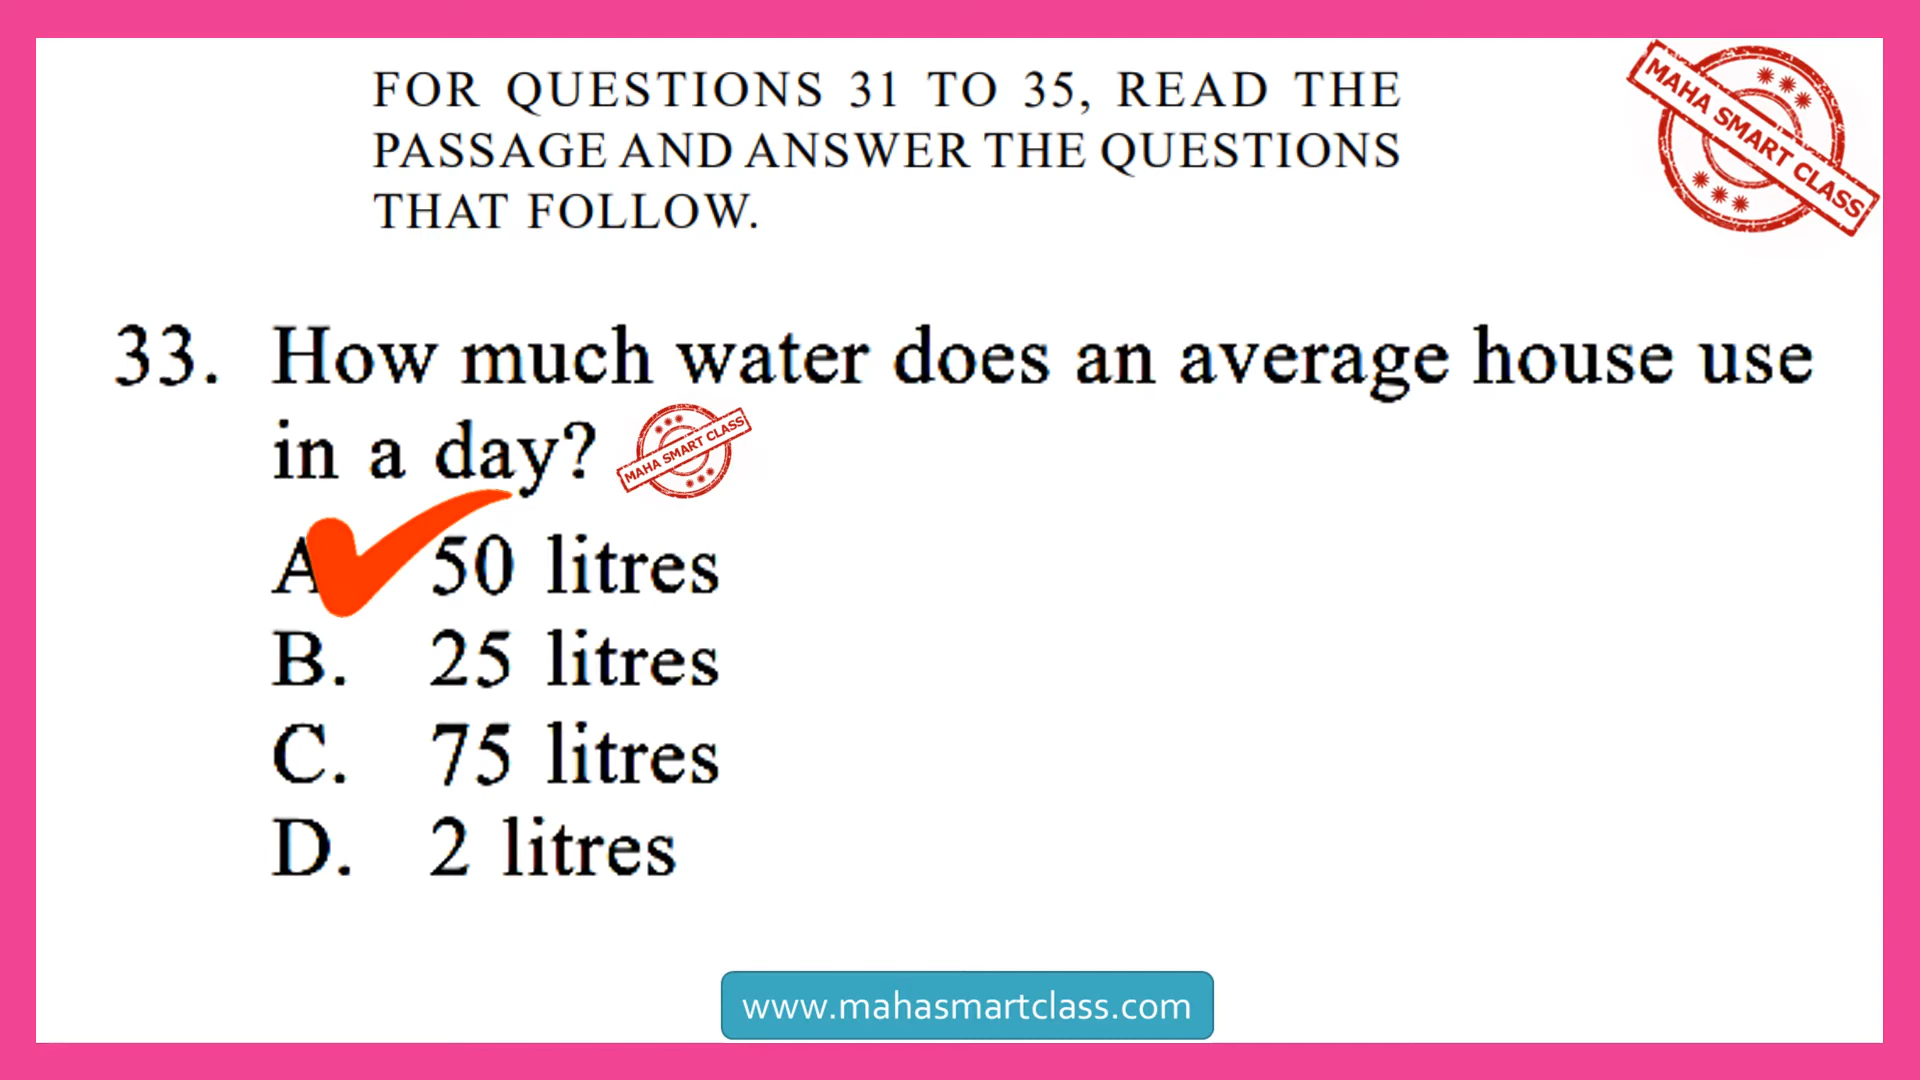 FOR QUESTIONS 31 TO 35, READ THE
PASSAGE AND ANSWER THE QUESTIONS
THAT FOLLOW.
MAHA SMART CLASS
33. How much water does an average house use
in a day?
MAHA SMART CLASS
A 50 litres
B. 25 litres
C. 75 litres
D. 2 litres
www.mahasmartclass.com